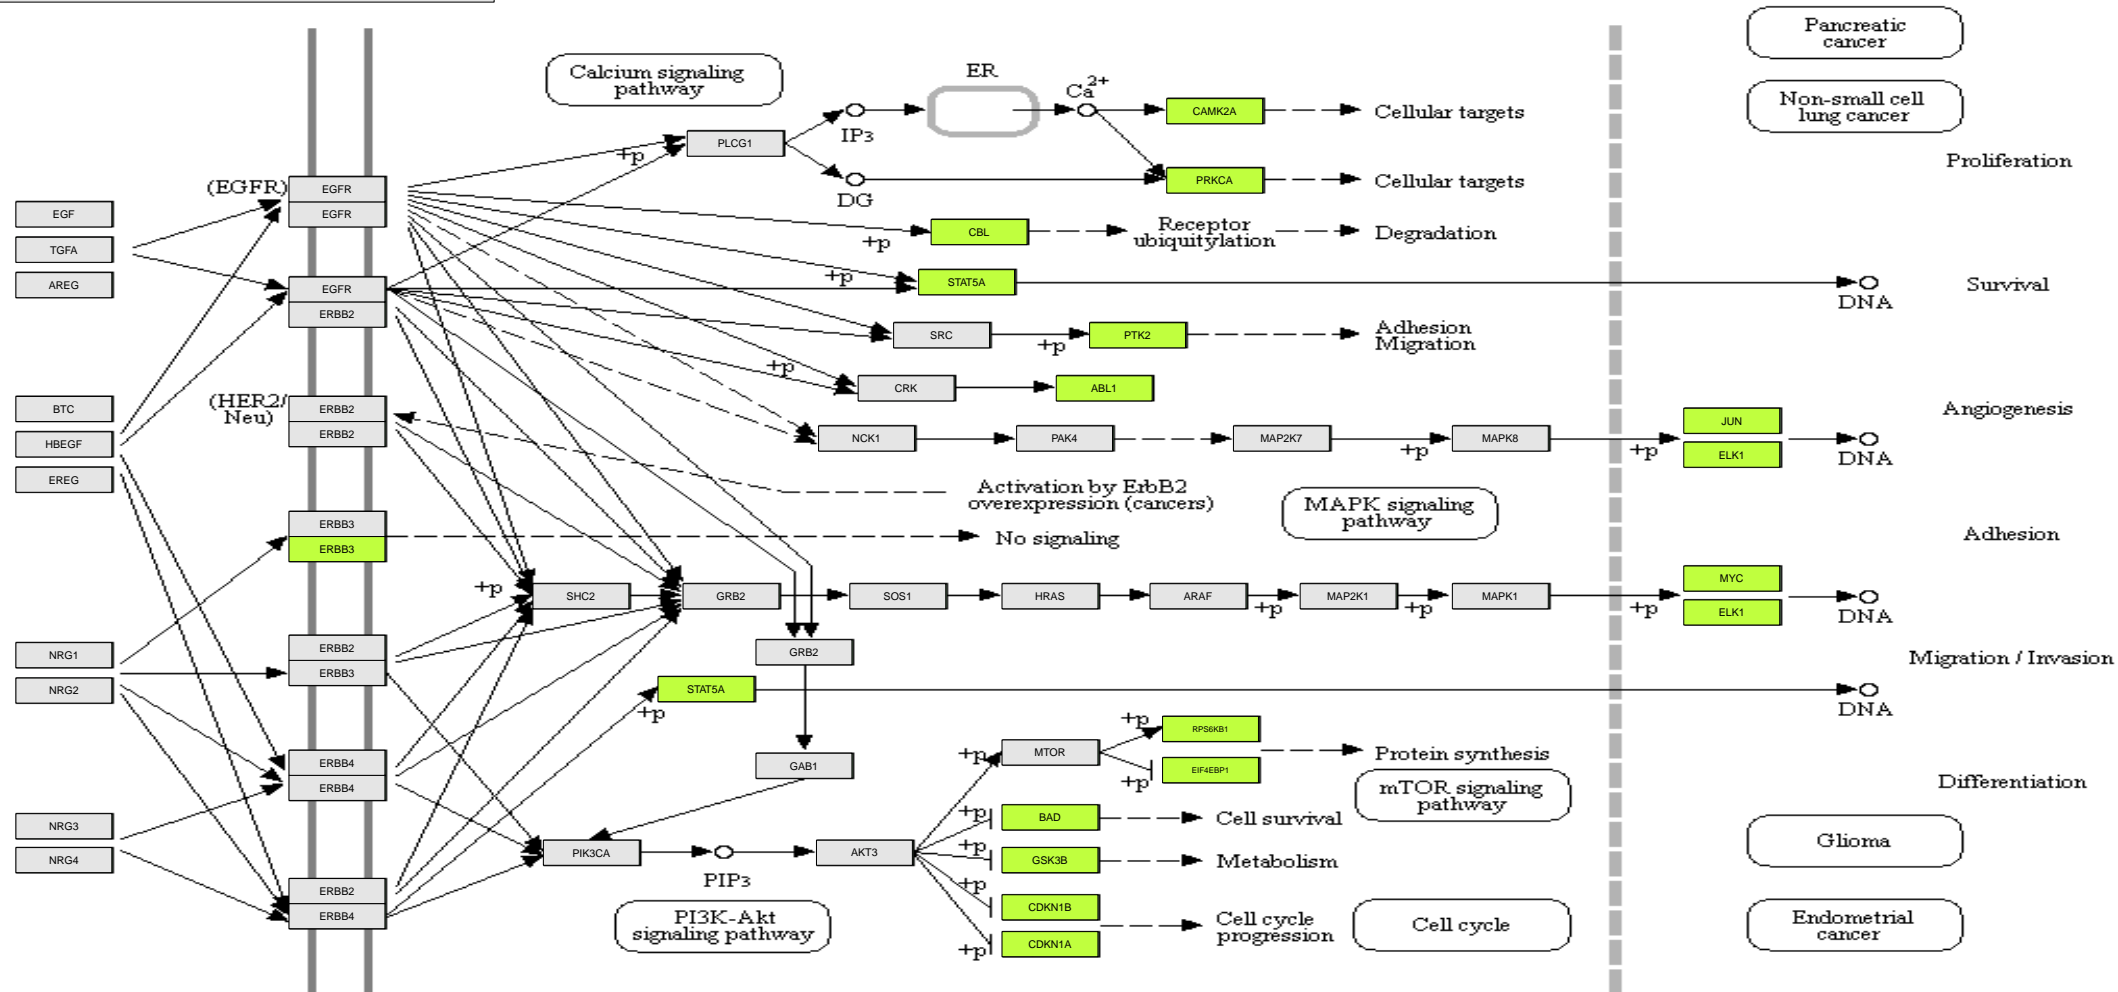 Pancreatic
cancer
Calcium signaling
pathway
ER
Ca2+
CAMK2A
Cellular targets
Non-small cell
lung cancer
PLCG1
+p
IP3
Proliferation
(EGFR)
EGFR
EGFR
DG
PRKCA
Cellular targets
EGF
TGFA
AREG
+p
CBL
Receptor
ubiquitylation
Degradation
EGFR
ERBB2
+p
STAT5A
DNA
Survival
SRC
+p
PTK2
Adhesion
Migration
+p
CRK
ABL1
BTC
HBEGF
EREG
(HER2/
Neu)
ERBB2
ERBB2
NCK1
PAK4
MAP2K7
+p
MAPK8
+p
JUN
ELK1
DNA
Angiogenesis
Activation by ErbB2
overexpression (cancers)
MAPK signaling
pathway
ERBB3
ERBB3
No signaling
Adhesion
+p
SHC2
GRB2
SOS1
HRAS
ARAF
+p
MAP2K1
+p
MAPK1
+p
MYC
ELK1
DNA
NRG1
NRG2
ERBB2
ERBB3
GRB2
Migration / Invasion
STAT5A
+p
DNA
ERBB4
ERBB4
GAB1
+p
MTOR
+p
RPS6KB1
+p
EIF4EBP1
Protein synthesis
mTOR signaling
pathway
Differentiation
NRG3
NRG4
+p
BAD
Cell survival
PIK3CA
PIP3
AKT3
+p
GSK3B
Metabolism
Glioma
ERBB2
ERBB4
PI3K-Akt
signaling pathway
+p
CDKN1B
+p
CDKN1A
Cell cycle
progression
Cell cycle
Endometrial
cancer